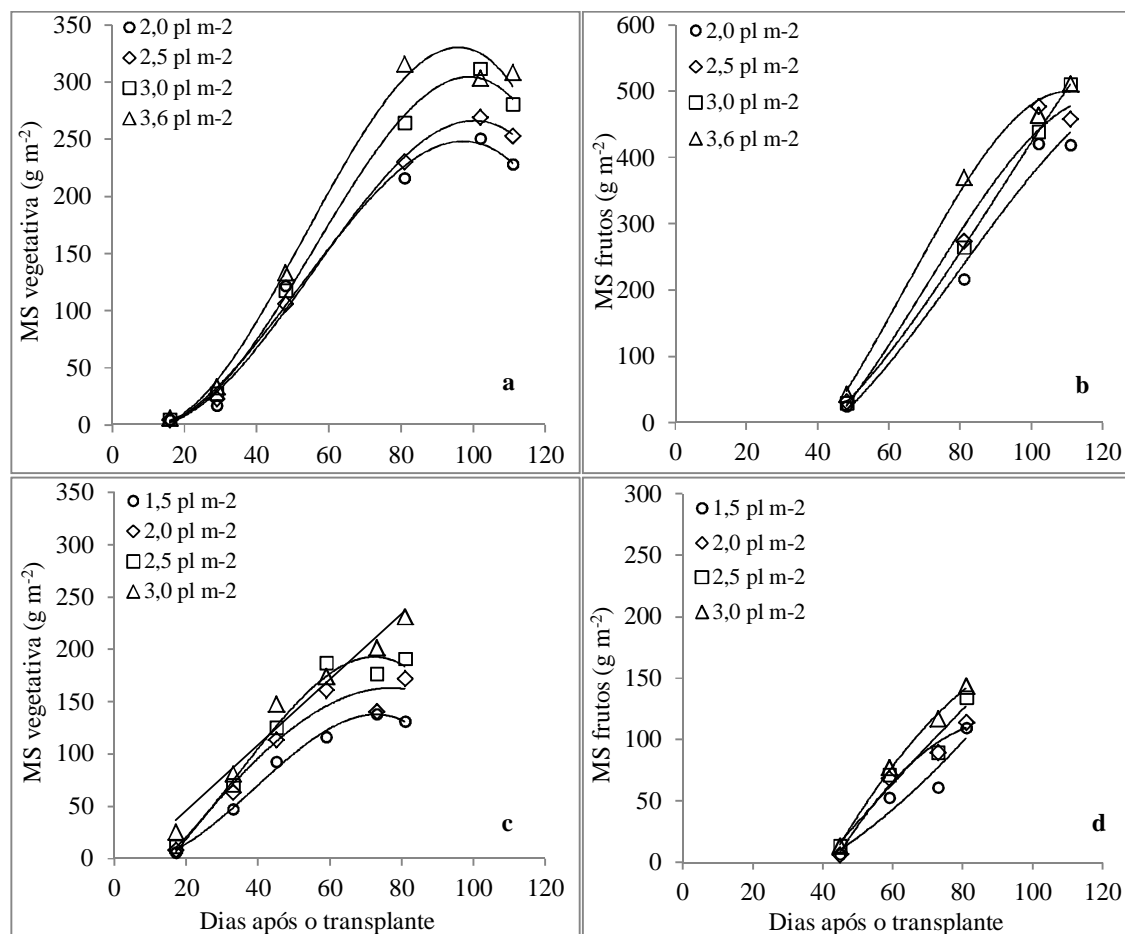 MS vegetativa (g m-2)
350
300
250
200
150
100
50
0
2,0 pl m-2
2,5 pl m-2
3,0 pl m-2
3,6 pl m-2
a
0 20 40 60 80 100 120
MS frutos (g m-2)
600
500
400
300
200
100
0
2,0 pl m-2
2,5 pl m-2
3,0 pl m-2
3,6 pl m-2
b
0 20 40 60 80 100 120
MS vegetativa (g m-2)
350
300
250
200
150
100
50
0
1,5 pl m-2
2,0 pl m-2
2,5 pl m-2
3,0 pl m-2
c
0 20 40 60 80 100 120
Dias após o transplante
MS frutos (g m-2)
300
250
200
150
100
50
0
1,5 pl m-2
2,0 pl m-2
2,5 pl m-2
3,0 pl m-2
d
0 20 40 60 80 100 120
Dias após o transplante